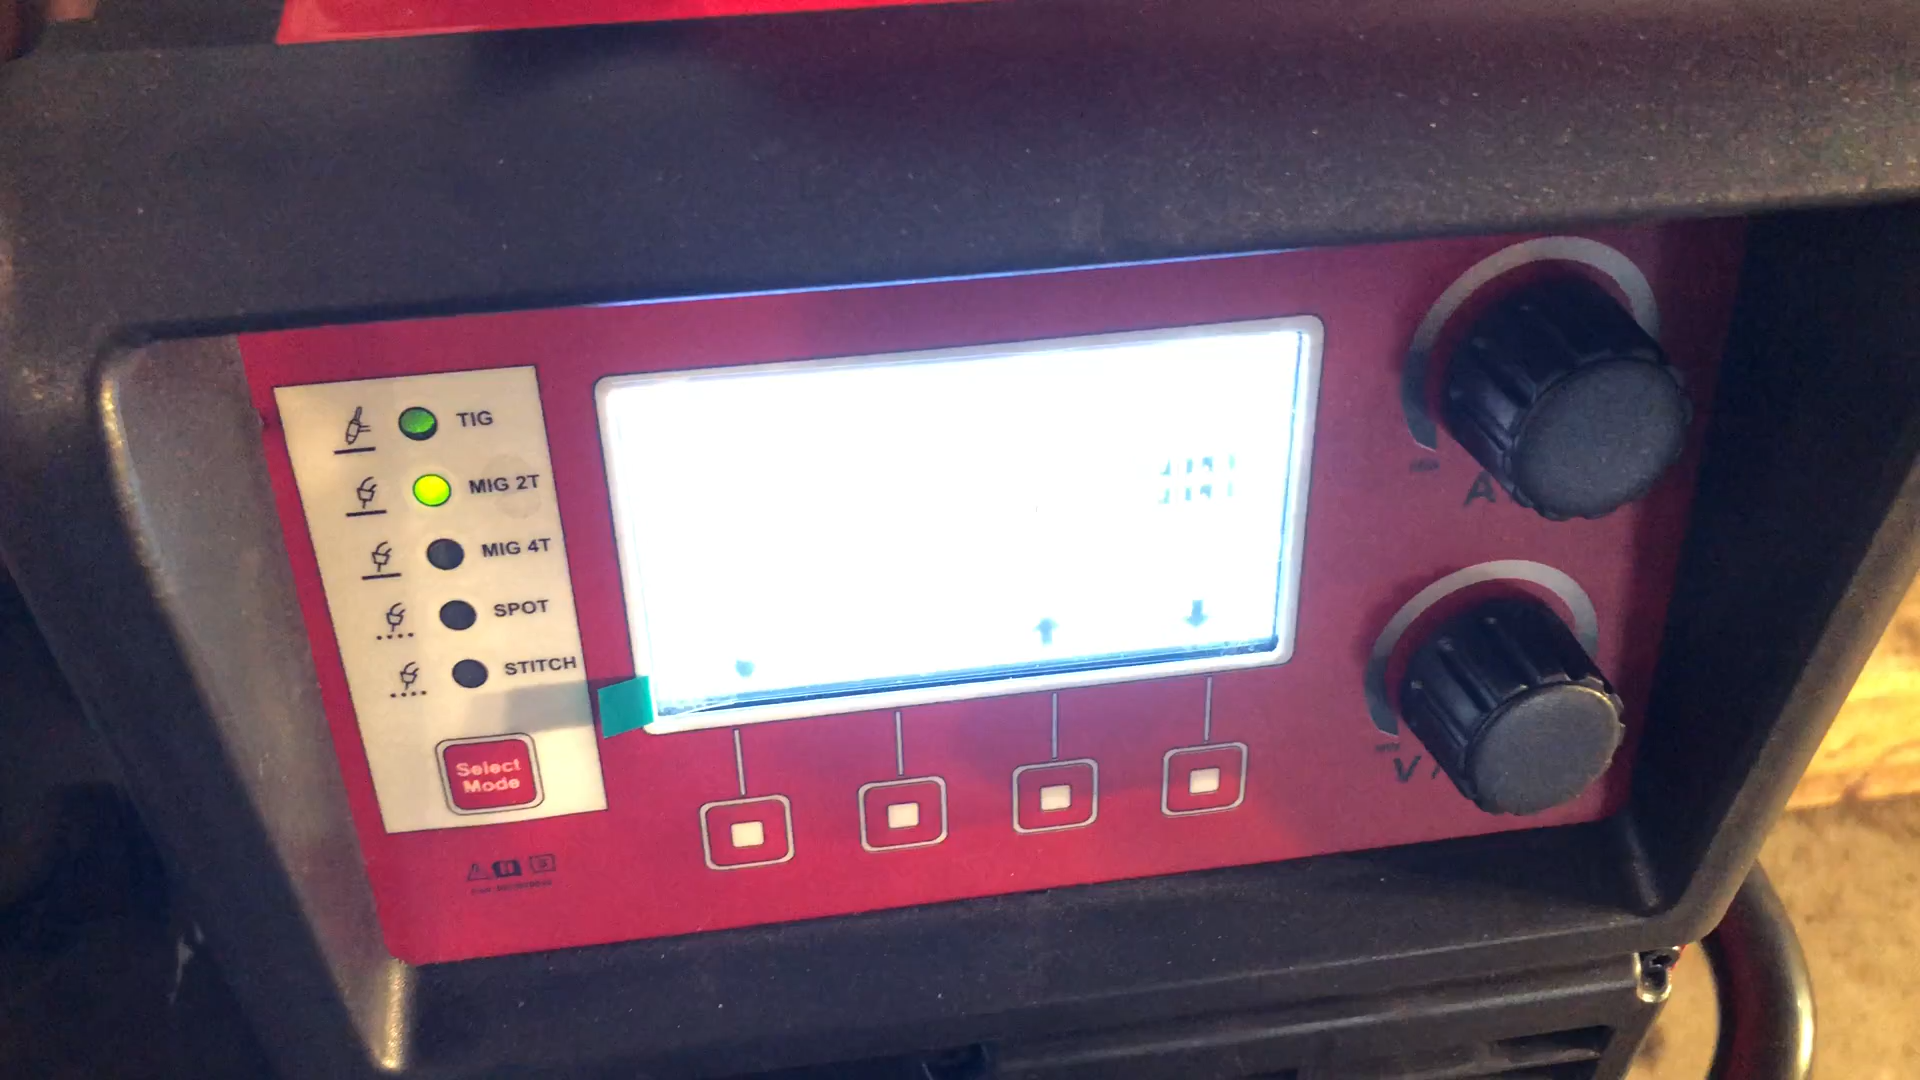 TIG
MIG 2T
MIG 4T
SPOT
STITCH
Select
Mode
A
V